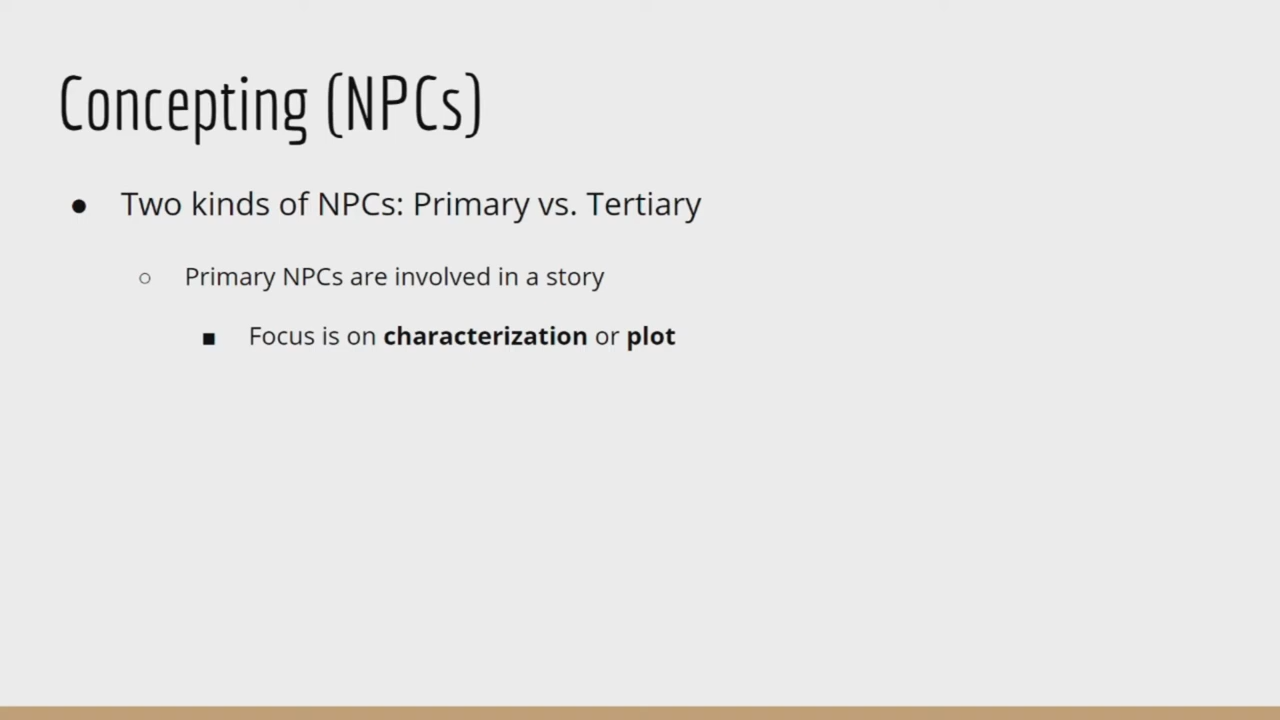 Concepting (NPCs)
● Two kinds of NPCs: Primary vs. Tertiary
○ Primary NPCs are involved in a story
■ Focus is on characterization or plot